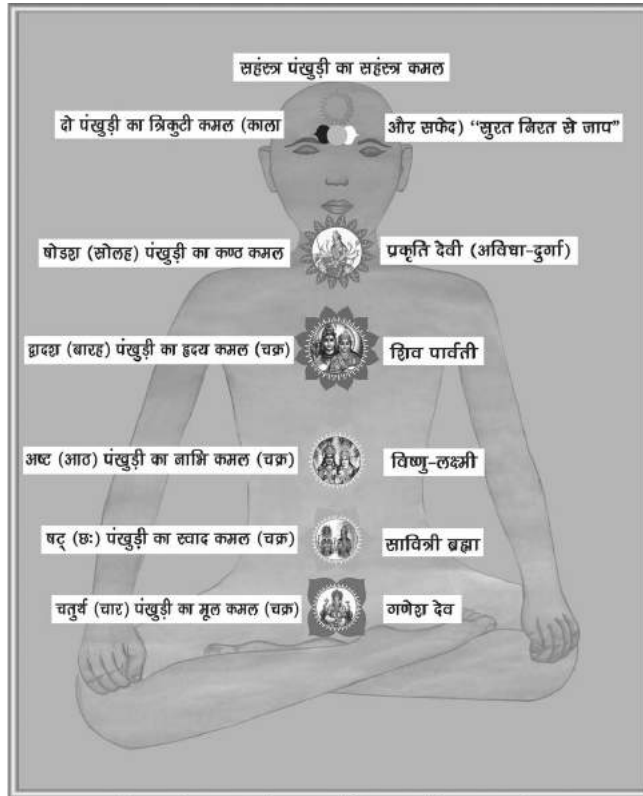 सहंस्त्र पंखुड़ी का सहंस्त्र कमल
दो पंखुड़ी का त्रिकुटी कमल (काला और सफेद) “सुरत निरत से जाप”
षोडश (सोलह) पंखुड़ी का कण्ठ कमल प्रकृति देवी (अविधा-दुर्गा)
द्वादश (बारह) पंखुड़ी का हृदय कमल (चक्र) शिव पार्वती
अष्ट (आठ) पंखुड़ी का नाभि कमल (चक्र) विष्णु-लक्ष्मी
षट् (छः) पंखुड़ी का स्वाद कमल (चक्र) सावित्री ब्रह्मा
चतुर्थ (चार) पंखुड़ी का मूल कमल (चक्र) गणेश देव